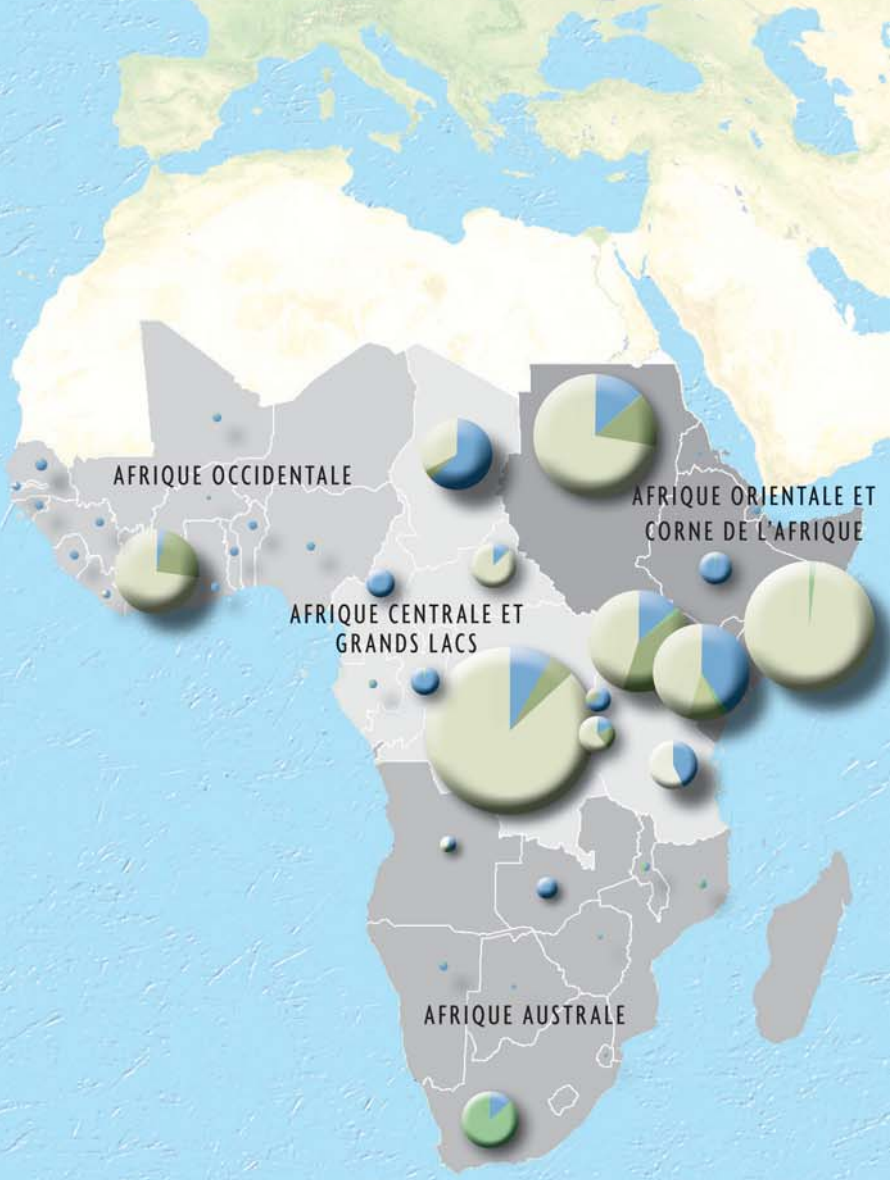 AFRIQUE OCCIDENTALE
AFRIQUE ORIENTALE ET
CORNE DE L'AFRIQUE
AFRIQUE CENTRALE ET
GRANDS LACS
AFRIQUE AUSTRALE